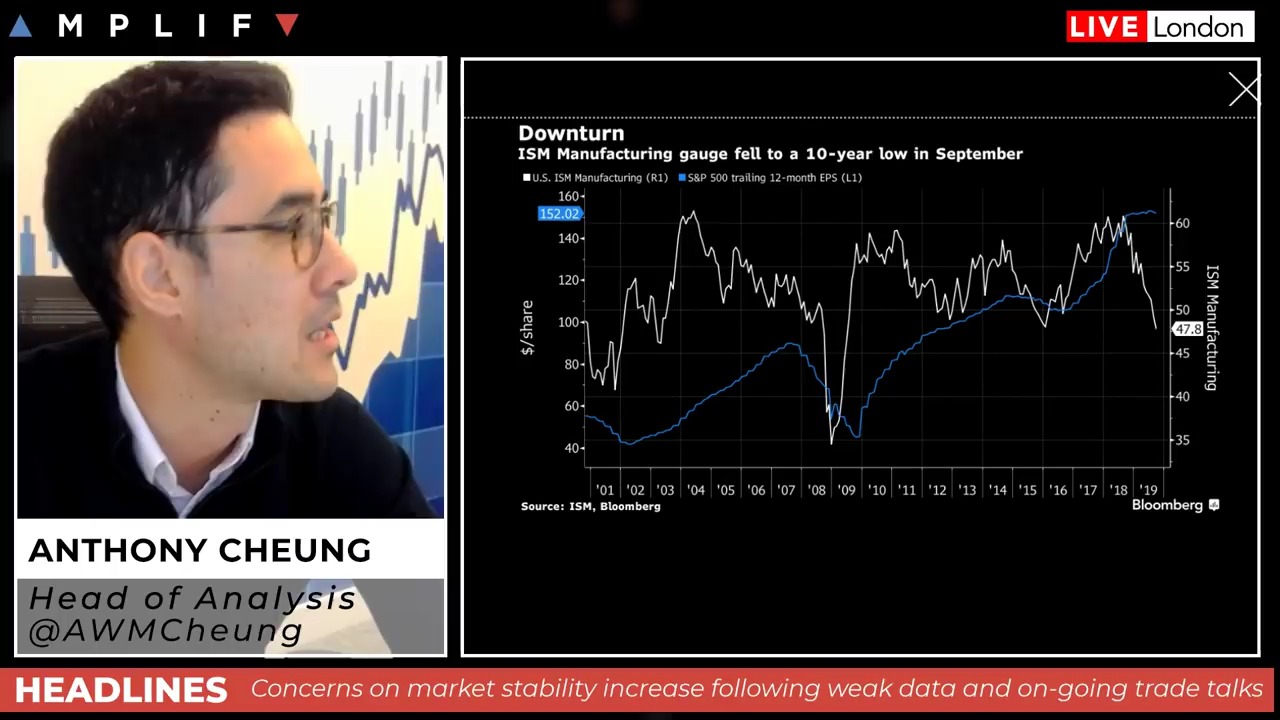 MPLIF
LIVE London
Downturn
ISM Manufacturing gauge fell to a 10-year low in September
U.S. ISM Manufacturing (R1) S&P 500 trailing 12-month EPS (L1)
160
152.02
140
120
100
80
60
40
$/share
60
55
50
47.8
45
40
35
ISM Manufacturing
'01 '02 '03 '04 '05 '06 '07 '08 '09 '10 '11 '12 '13 '14 '15 '16 '17 '18 '19
Source: ISM, Bloomberg
Bloomberg
ANTHONY CHEUNG
Head of Analysis
@AWMCheung
HEADLINES Concerns on market stability increase following weak data and on-going trade talks